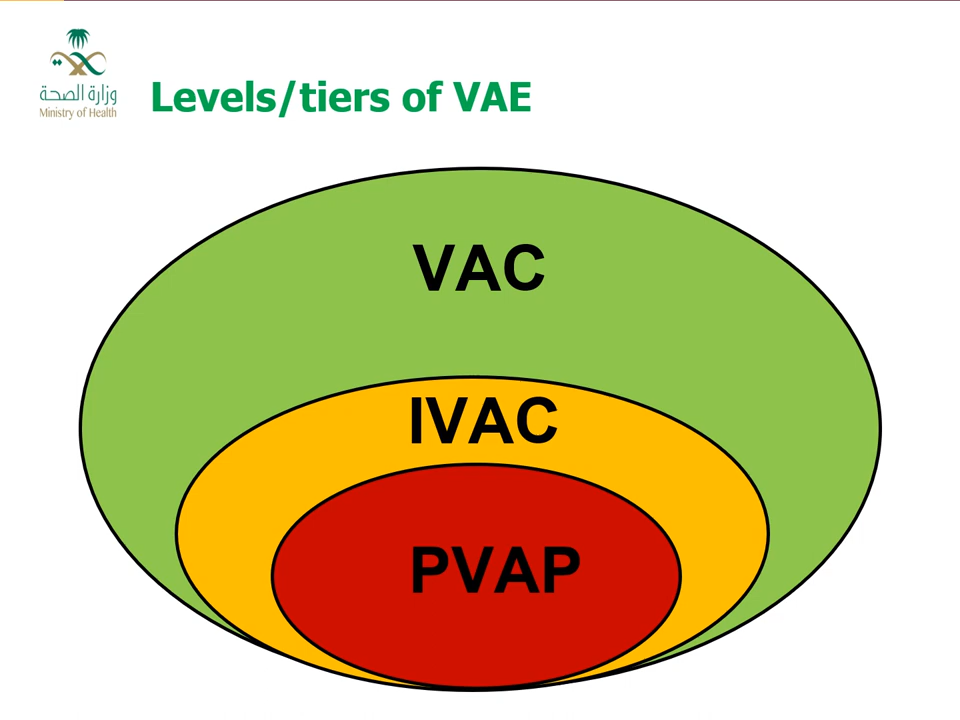 وزارة الصحة
Ministry of Health
Levels/tiers of VAE
VAC
IVAC
PVAP